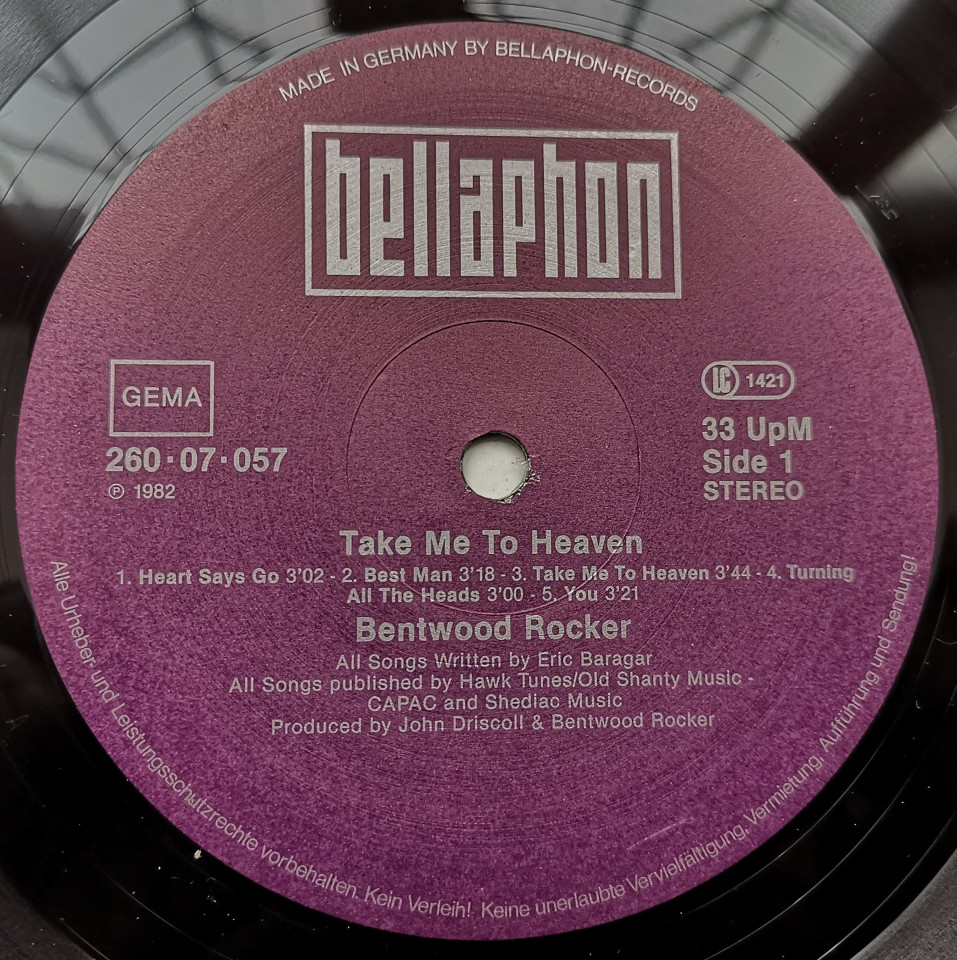 MADE IN GERMANY BY BELLAPHON-RECORDS
bellaphon
GEMA
260·07·057
℗ 1982
LC 1421
33 UpM
Side 1
STEREO
Take Me To Heaven
1. Heart Says Go 3'02 - 2. Best Man 3'18 - 3. Take Me To Heaven 3'44 - 4. Turning
All The Heads 3'00 - 5. You 3'21
Bentwood Rocker
All Songs Written by Eric Baragar
All Songs published by Hawk Tunes/Old Shanty Music -
CAPAC and Shediac Music
Produced by John Driscoll & Bentwood Rocker
Alle Urheber- und Leistungsschutzrechte vorbehalten. Kein Verleih! Keine unerlaubte Vervielfältigung, Vermietung, Aufführung und Sendung!